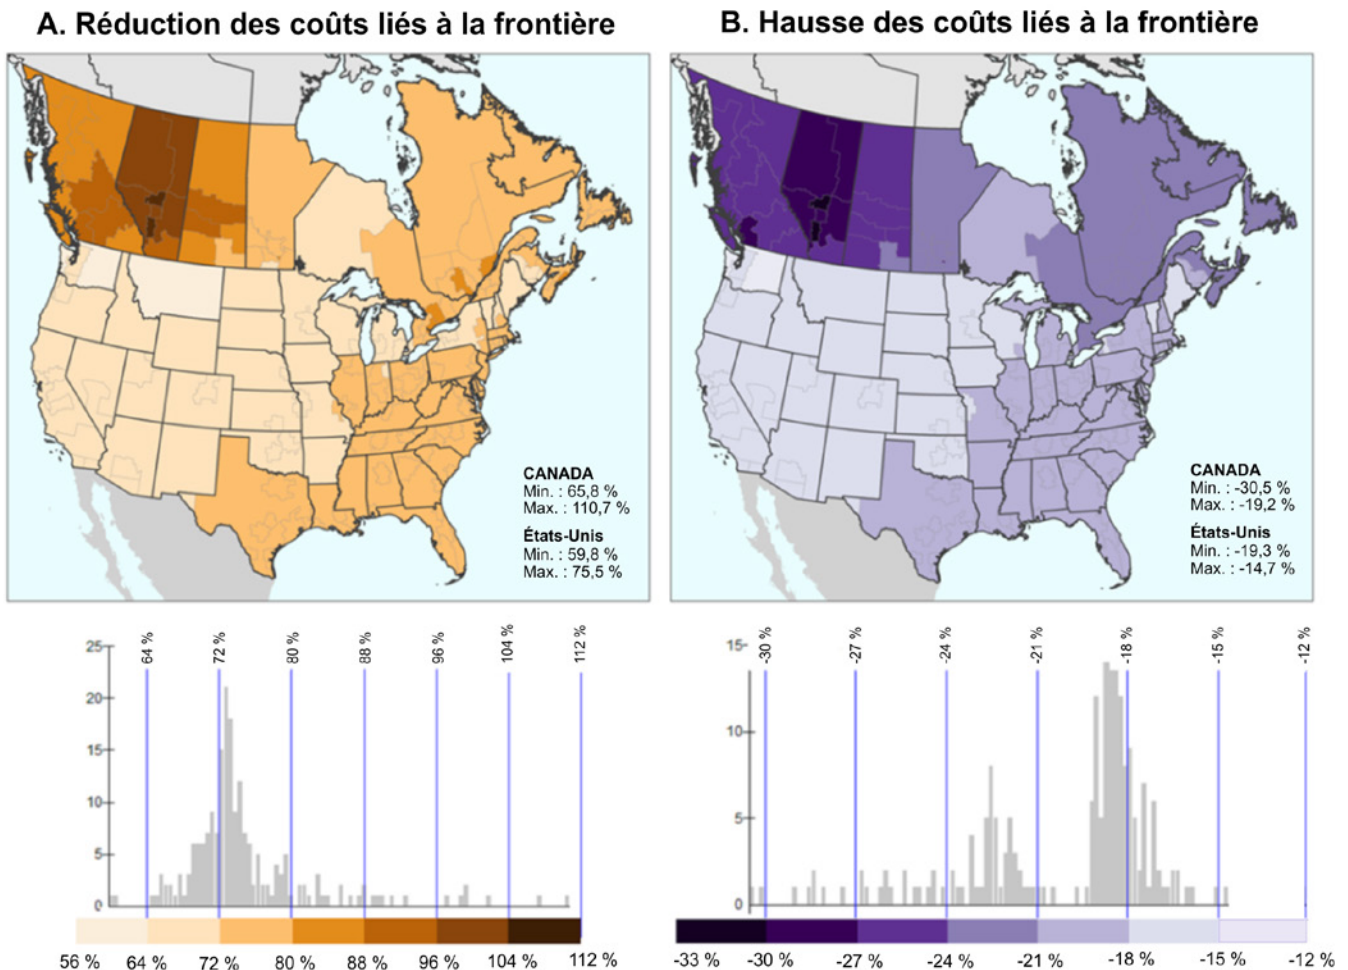 A. Réduction des coûts liés à la frontière
B. Hausse des coûts liés à la frontière
CANADA
Min. : 65,8 %
Max. : 110,7 %
États-Unis
Min. : 59,8 %
Max. : 75,5 %
CANADA
Min. : -30,5 %
Max. : -19,2 %
États-Unis
Min. : -19,3 %
Max. : -14,7 %
64 % 72 % 80 % 88 % 96 % 104 % 112 %
25
20
15
10
5
0
56 % 64 % 72 % 80 % 88 % 96 % 104 % 112 %
-30 % -27 % -24 % -21 % -18 % -15 % -12 %
15
10
5
0
-33 % -30 % -27 % -24 % -21 % -18 % -15 % -12 %